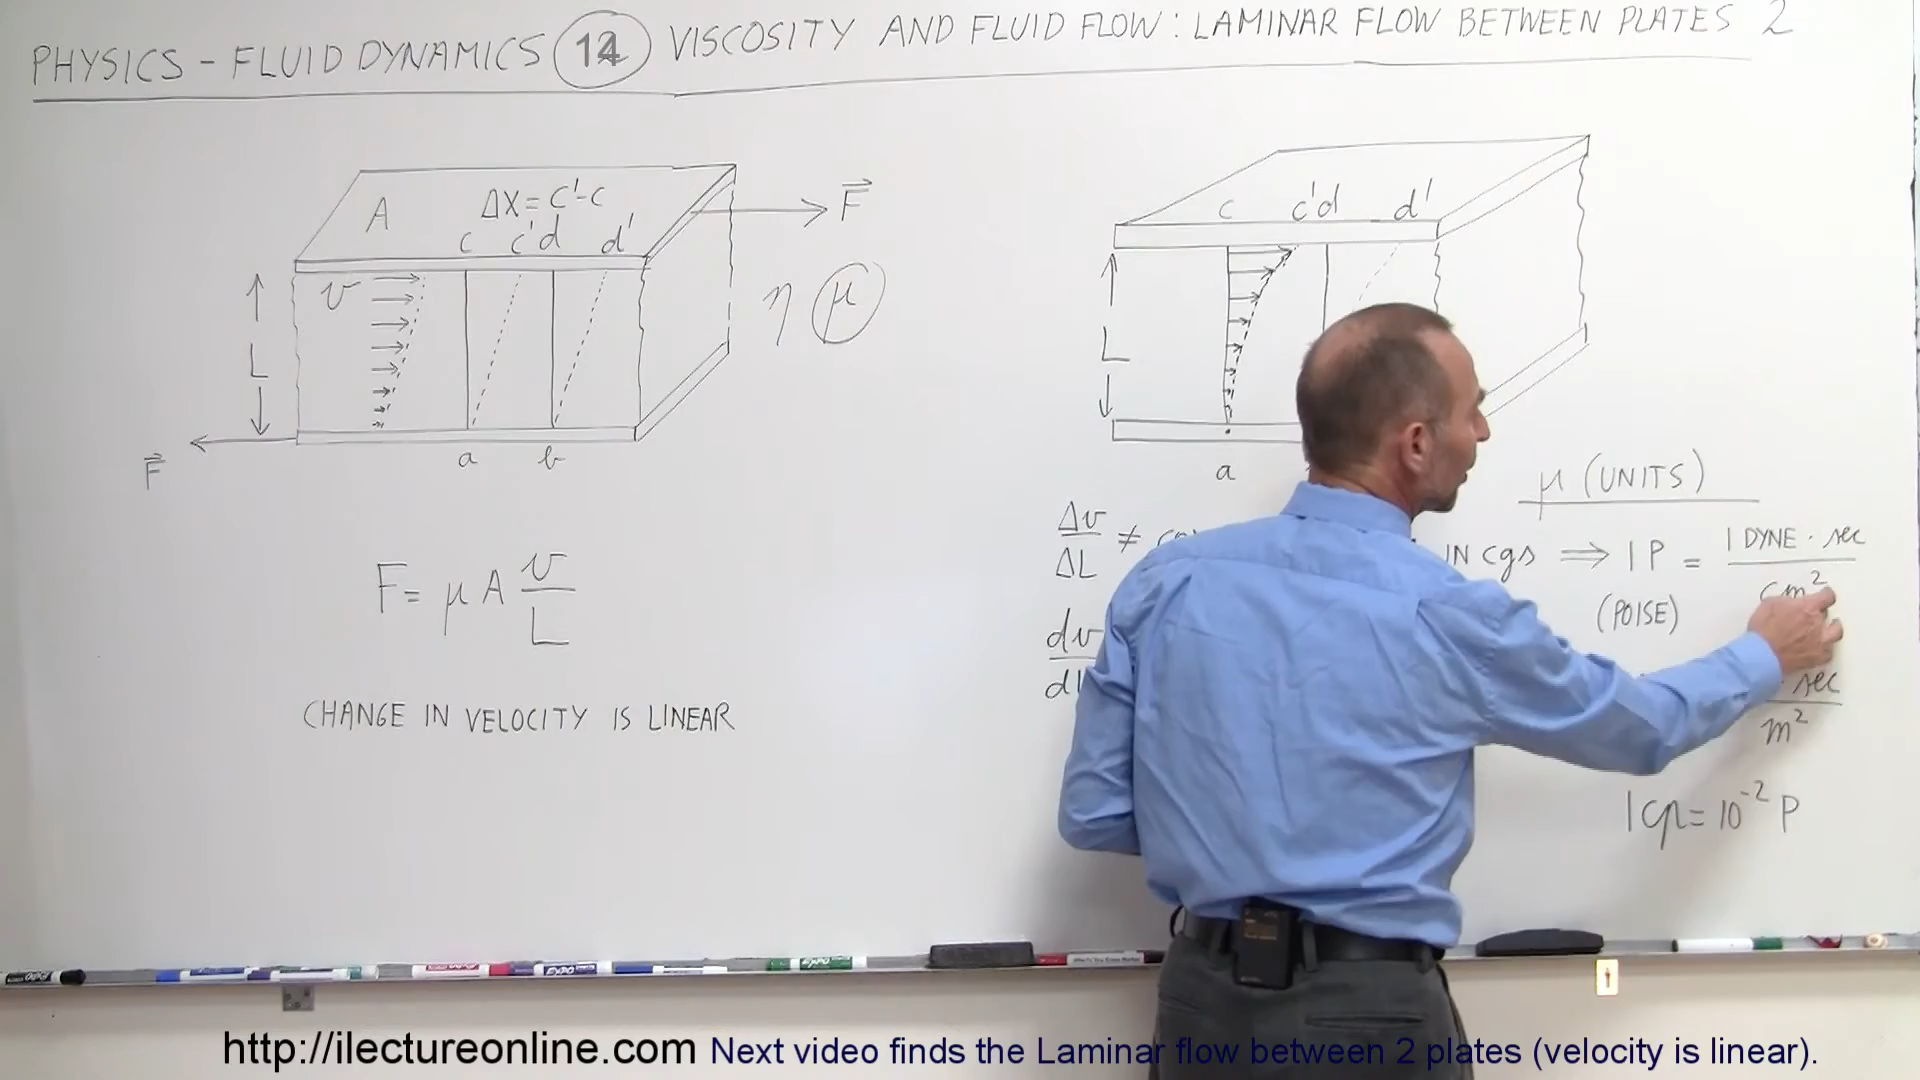 PHYSICS - FLUID DYNAMICS VISCOSITY AND FLUID FLOW: LAMINAR FLOW BETWEEN PLATES 2
A ΔX = c'-c
c c' d d'
F⃗
v
L
η μ
F⃗
a b
F = μ A v/L
CHANGE IN VELOCITY IS LINEAR
c c' d d'
L
a
Δv/ΔL ≠
dv
μ (UNITS)
IN cgs ⟹ 1 P = 1 DYNE · sec / cm²
(POISE)
· sec / m²
1 cp = 10⁻² P
http://ilectureonline.com Next video finds the Laminar flow between 2 plates (velocity is linear).